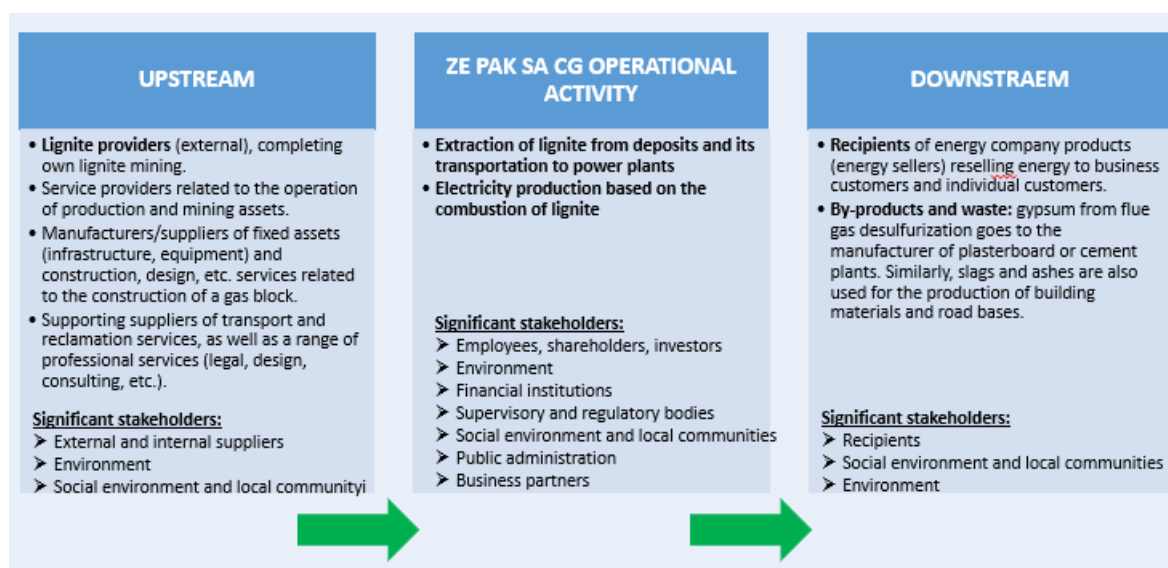 UPSTREAM
• Lignite providers (external), completing
own lignite mining.
• Service providers related to the operation
of production and mining assets.
• Manufacturers/suppliers of fixed assets
(infrastructure, equipment) and
construction, design, etc. services related
to the construction of a gas block.
• Supporting suppliers of transport and
reclamation services, as well as a range of
professional services (legal, design,
consulting, etc.).
Significant stakeholders:
➢ External and internal suppliers
➢ Environment
➢ Social environment and local communityi
ZE PAK SA CG OPERATIONAL
ACTIVITY
• Extraction of lignite from deposits and its
transportation to power plants
• Electricity production based on the
combustion of lignite
Significant stakeholders:
➢ Employees, shareholders, investors
➢ Environment
➢ Financial institutions
➢ Supervisory and regulatory bodies
➢ Social environment and local communities
➢ Public administration
➢ Business partners
DOWNSTRAEM
• Recipients of energy company products
(energy sellers) reselling energy to business
customers and individual customers.
• By-products and waste: gypsum from flue
gas desulfurization goes to the
manufacturer of plasterboard or cement
plants. Similarly, slags and ashes are also
used for the production of building
materials and road bases.
Significant stakeholders:
➢ Recipients
➢ Social environment and local communities
➢ Environment